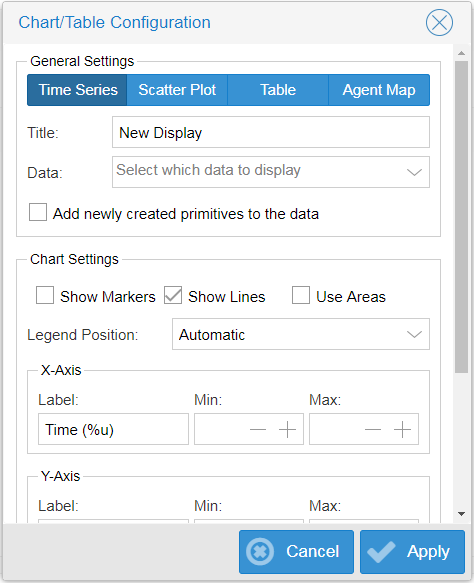 Chart/Table Configuration
General Settings
Time Series Scatter Plot Table Agent Map
Title: New Display
Data: Select which data to display
Add newly created primitives to the data
Chart Settings
Show Markers Show Lines Use Areas
Legend Position: Automatic
X-Axis
Label: Min: Max:
Time (%u)
Y-Axis
Label: Min: Max:
Cancel Apply